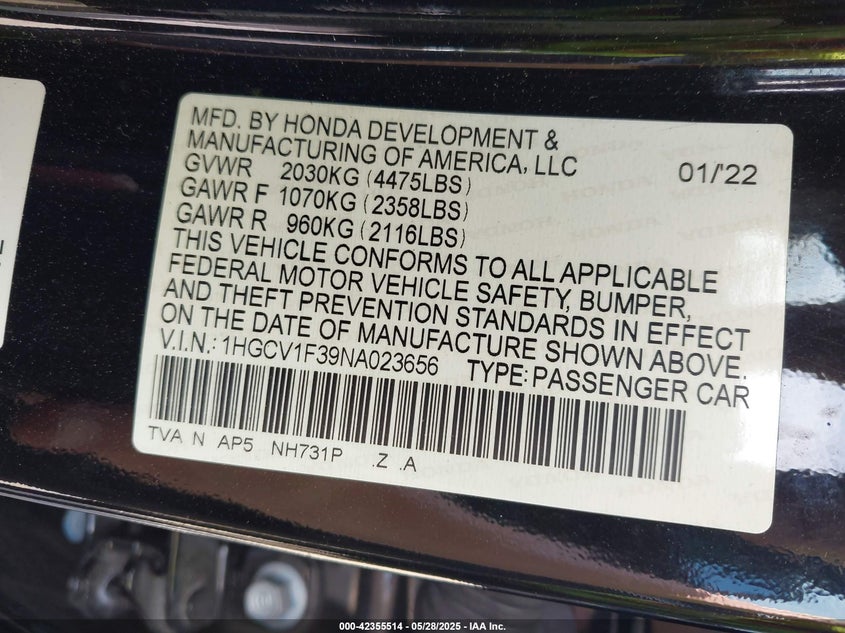 MFD. BY HONDA DEVELOPMENT &
MANUFACTURING OF AMERICA, LLC 01/'22
GVWR 2030KG (4475LBS)
GAWR F 1070KG (2358LBS)
GAWR R 960KG (2116LBS)
THIS VEHICLE CONFORMS TO ALL APPLICABLE
FEDERAL MOTOR VEHICLE SAFETY, BUMPER,
AND THEFT PREVENTION STANDARDS IN EFFECT
ON THE DATE OF MANUFACTURE SHOWN ABOVE.
V.I.N.: 1HGCV1F39NA023656 TYPE: PASSENGER CAR
TVA N AP5 NH731P .Z .A
000-42355514 - 05/28/2025 - IAA Inc.